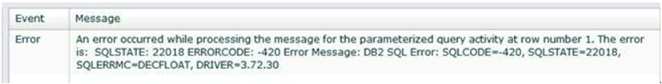 Event Message
Error An error occurred while processing the message for the parameterized query activity at row number 1. The error
is:  SQLSTATE: 22018 ERRORCODE: -420 Error Message: DB2 SQL Error: SQLCODE=-420, SQLSTATE=22018,
SQLERRMC=DECFLOAT, DRIVER=3.72.30